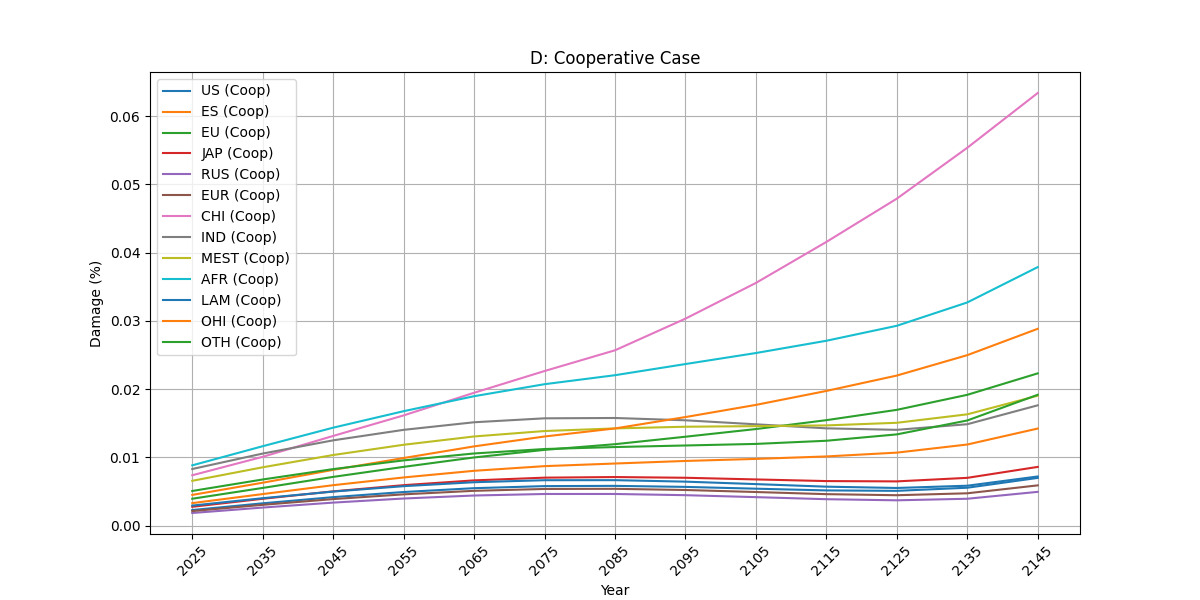 D: Cooperative Case
US (Coop)
ES (Coop)
EU (Coop)
JAP (Coop)
RUS (Coop)
EUR (Coop)
CHI (Coop)
IND (Coop)
MEST (Coop)
AFR (Coop)
LAM (Coop)
OHI (Coop)
OTH (Coop)
Damage (%)
0.06
0.05
0.04
0.03
0.02
0.01
0.00
2025 2035 2045 2055 2065 2075 2085 2095 2105 2115 2125 2135 2145
Year